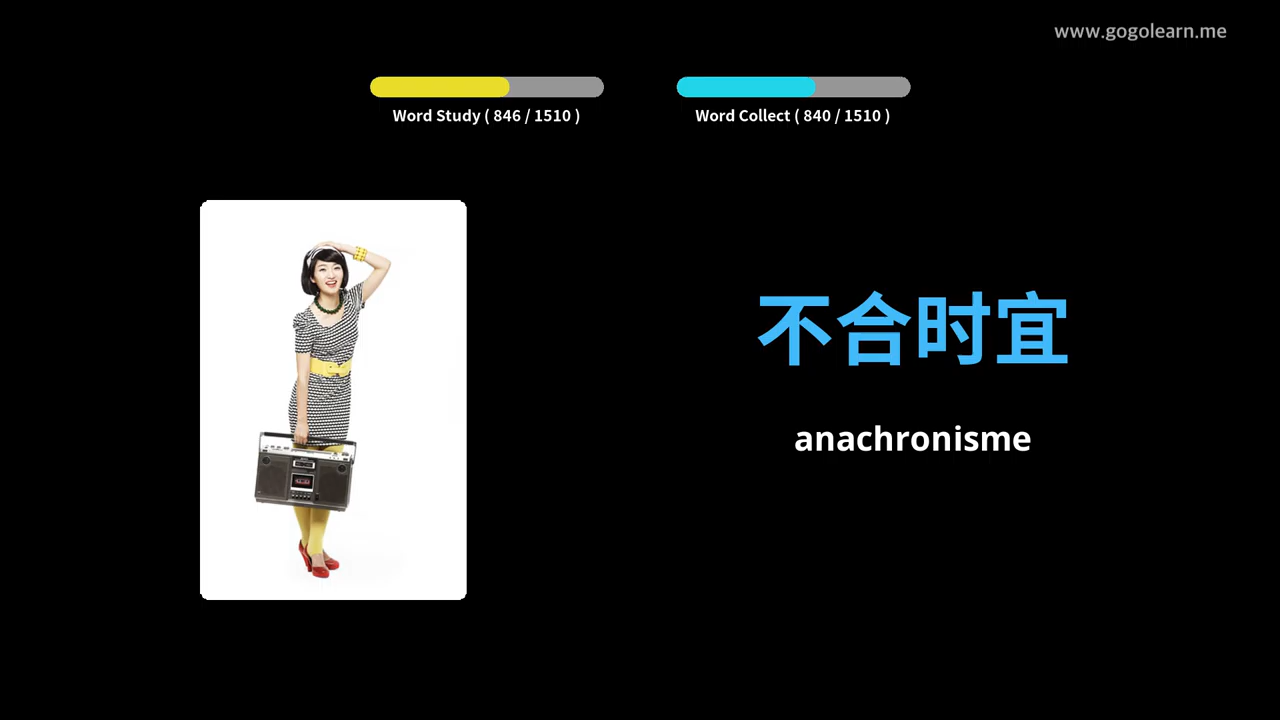 www.gogolearn.me
Word Study ( 846 / 1510 )
Word Collect ( 840 / 1510 )
不合时宜
anachronisme